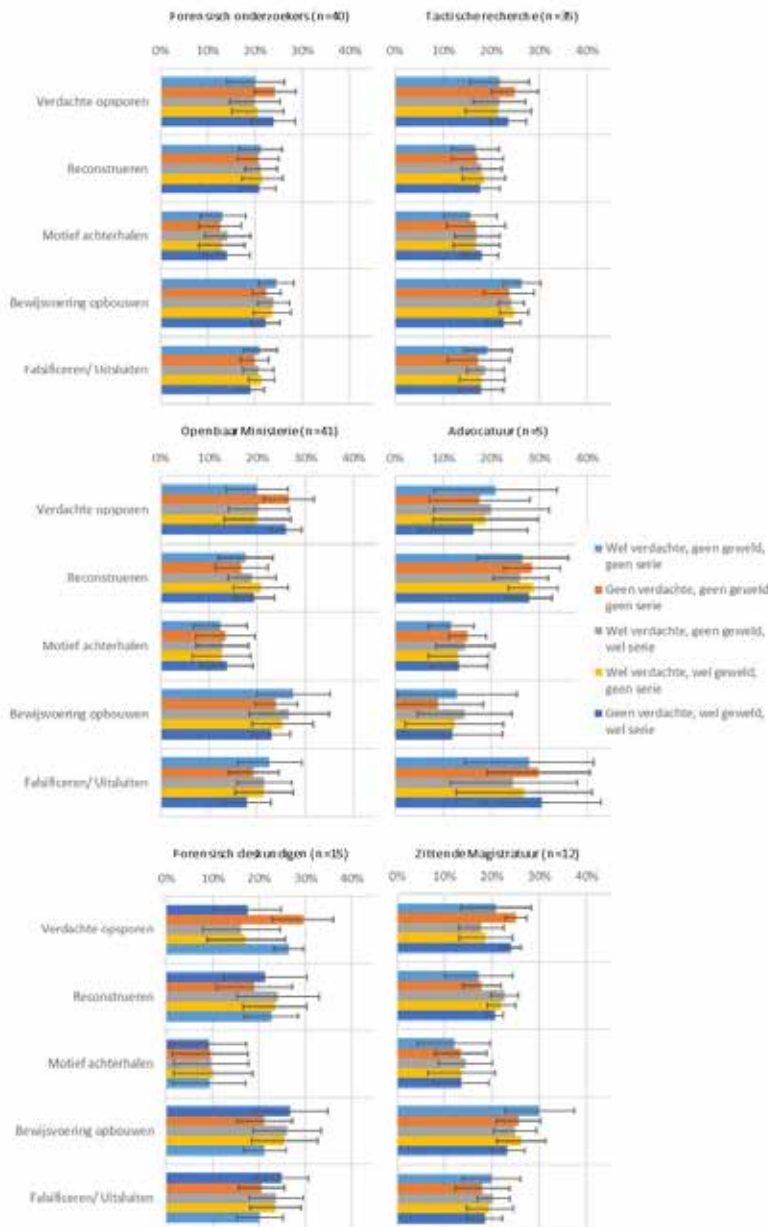 Forensisch onderzoekers (n=40)
0% 10% 20% 30% 40%
Verdachte opsporen
Reconstrueren
Motief achterhalen
Bewijsvoering opbouwen
Falsificeren/ Uitsluiten
Tactische recherche (n=35)
0% 10% 20% 30% 40%
Openbaar Ministerie (n=41)
0% 10% 20% 30% 40%
Verdachte opsporen
Reconstrueren
Motief achterhalen
Bewijsvoering opbouwen
Falsificeren/ Uitsluiten
Advocatuur (n=5)
0% 10% 20% 30% 40%
Wel verdachte, geen geweld,
geen serie
Geen verdachte, geen geweld,
geen serie
Wel verdachte, geen geweld,
wel serie
Wel verdachte, wel geweld,
geen serie
Geen verdachte, wel geweld,
wel serie
Forensisch deskundigen (n=15)
0% 10% 20% 30% 40%
Verdachte opsporen
Reconstrueren
Motief achterhalen
Bewijsvoering opbouwen
Falsificeren/ Uitsluiten
Zittende Magistratuur (n=12)
0% 10% 20% 30% 40%